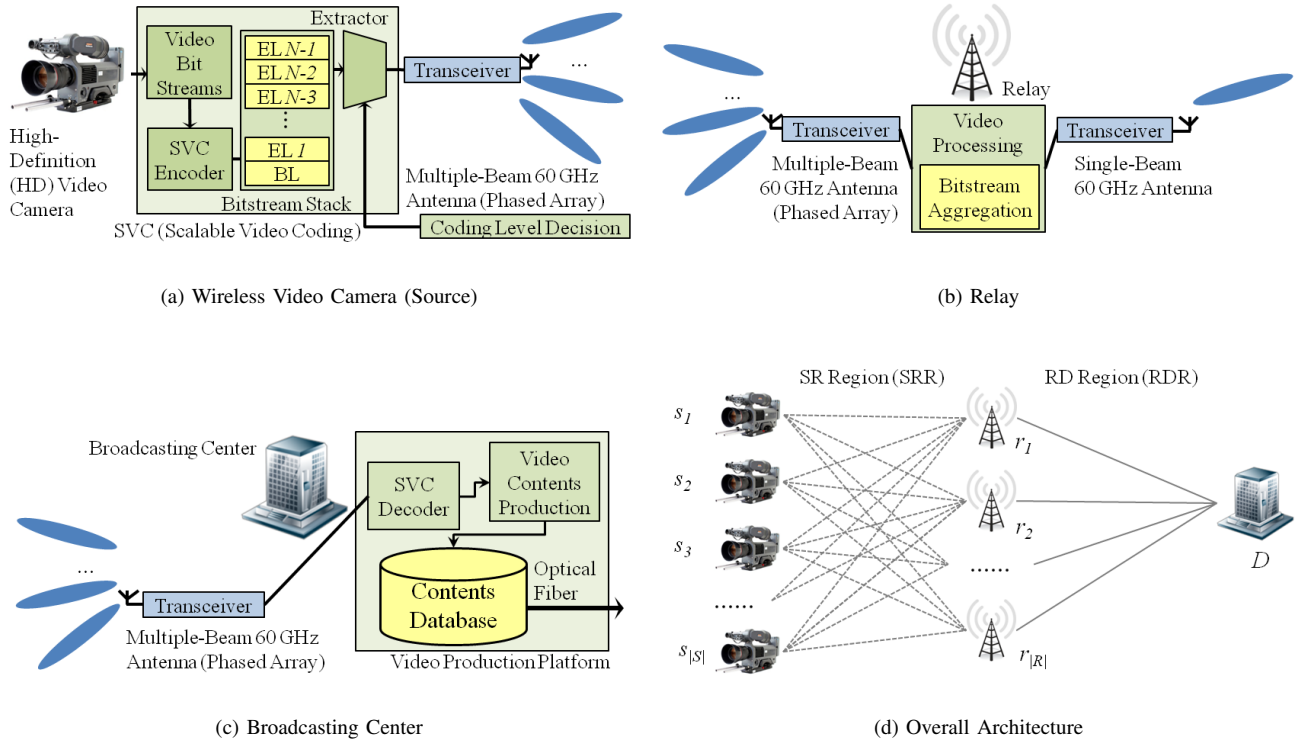 Extractor
Video
Bit
Streams
SVC
Encoder
EL N-1
EL N-2
EL N-3
⋮
EL 1
BL
Bitstream Stack
SVC (Scalable Video Coding)
High-
Definition
(HD) Video
Camera
Transceiver
...
Multiple-Beam 60 GHz
Antenna (Phased Array)
Coding Level Decision
(a) Wireless Video Camera (Source)
...
Transceiver
Multiple-Beam
60 GHz Antenna
(Phased Array)
Relay
Video
Processing
Bitstream
Aggregation
Transceiver
Single-Beam
60 GHz Antenna
(b) Relay
Broadcasting Center
...
Transceiver
Multiple-Beam 60 GHz
Antenna (Phased Array)
SVC
Decoder
Video
Contents
Production
Contents
Database
Optical
Fiber
Video Production Platform
(c) Broadcasting Center
SR Region (SRR)
RD Region (RDR)
s1
s2
s3
......
s|S|
r1
r2
......
r|R|
D
(d) Overall Architecture